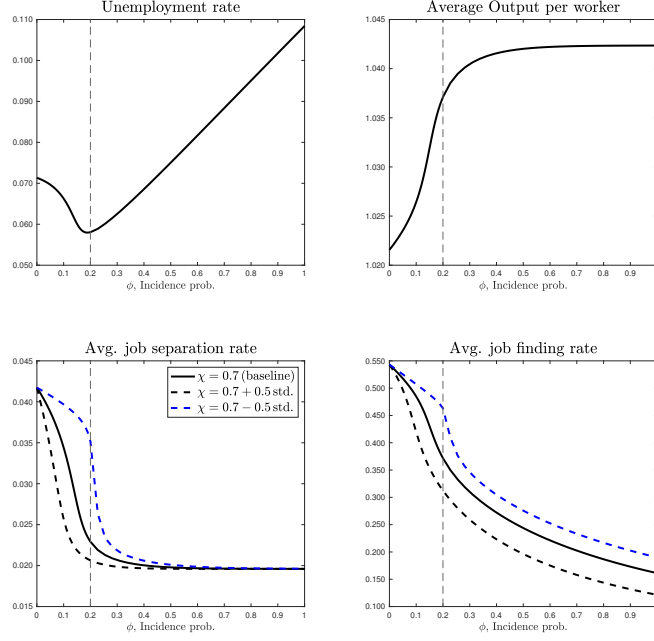 Unemployment rate
0.110
0.100
0.090
0.080
0.070
0.060
0.050
0 0.1 0.2 0.3 0.4 0.5 0.6 0.7 0.8 0.9 1
ϕ, Incidence prob.
Average Output per worker
1.045
1.040
1.035
1.030
1.025
1.020
0 0.1 0.2 0.3 0.4 0.5 0.6 0.7 0.8 0.9
ϕ, Incidence prob.
Avg. job separation rate
0.045
0.040
0.035
0.030
0.025
0.020
0.015
χ = 0.7 (baseline)
χ = 0.7 + 0.5 std.
χ = 0.7 − 0.5 std.
0 0.1 0.2 0.3 0.4 0.5 0.6 0.7 0.8 0.9 1
ϕ, Incidence prob.
Avg. job finding rate
0.550
0.500
0.450
0.400
0.350
0.300
0.250
0.200
0.150
0.100
0 0.1 0.2 0.3 0.4 0.5 0.6 0.7 0.8 0.9
ϕ, Incidence prob.